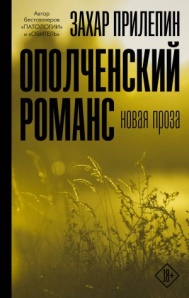 Автор
бестселлеров
«ПАТОЛОГИИ»
и «ОБИТЕЛЬ»
ЗАХАР ПРИЛЕПИН
ОПОЛЧЕНСКИЙ
РОМАНС
новая проза
18+